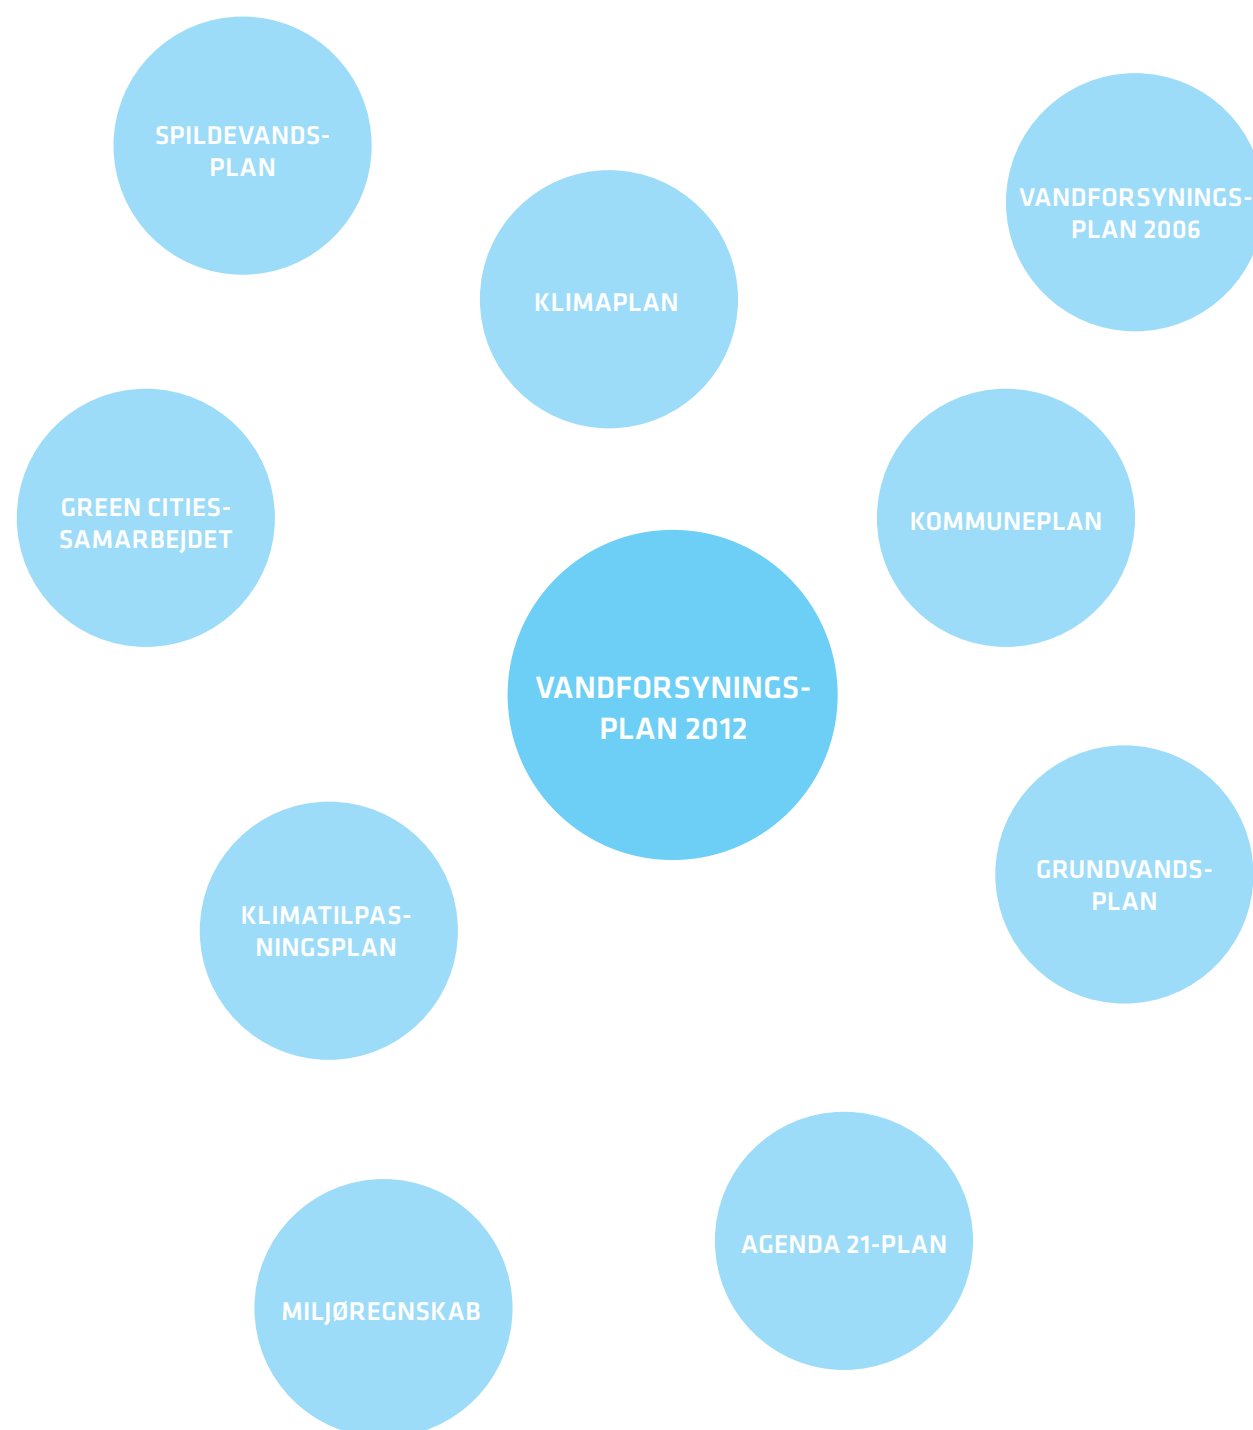 SPILDEVANDS-
PLAN
VANDFORSYNINGS-
PLAN 2006
KLIMAPLAN
GREEN CITIES-
SAMARBEJDET
KOMMUNEPLAN
VANDFORSYNINGS-
PLAN 2012
GRUNDVANDS-
PLAN
KLIMATILPAS-
NINGSPLAN
AGENDA 21-PLAN
MILJØREGNSKAB